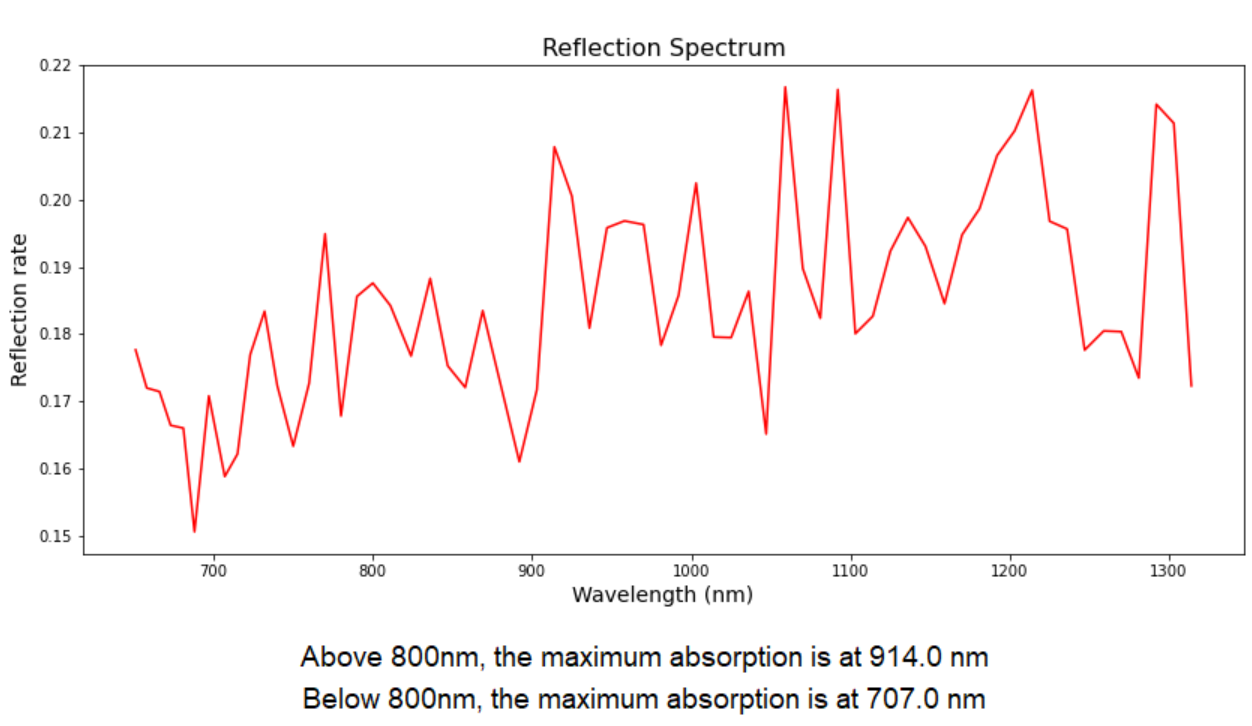 Reflection Spectrum
0.22
0.21
0.20
0.19
0.18
0.17
0.16
0.15
Reflection rate
700 800 900 1000 1100 1200 1300
Wavelength (nm)
Above 800nm, the maximum absorption is at 914.0 nm
Below 800nm, the maximum absorption is at 707.0 nm